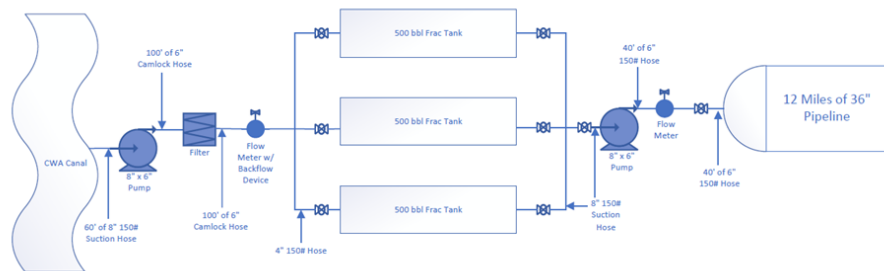 500 bbl Frac Tank
100' of 6"
Camlock Hose
40' of 6"
150# Hose
12 Miles of 36"
Pipeline
500 bbl Frac Tank
CWA Canal
8" x 6"
Pump
Filter
Flow
Meter w/
Backflow
Device
8" x 6"
Pump
Flow
Meter
40' of 6"
150# Hose
60' of 8" 150#
Suction Hose
100' of 6"
Camlock Hose
4" 150# Hose
500 bbl Frac Tank
8" 150#
Suction
Hose